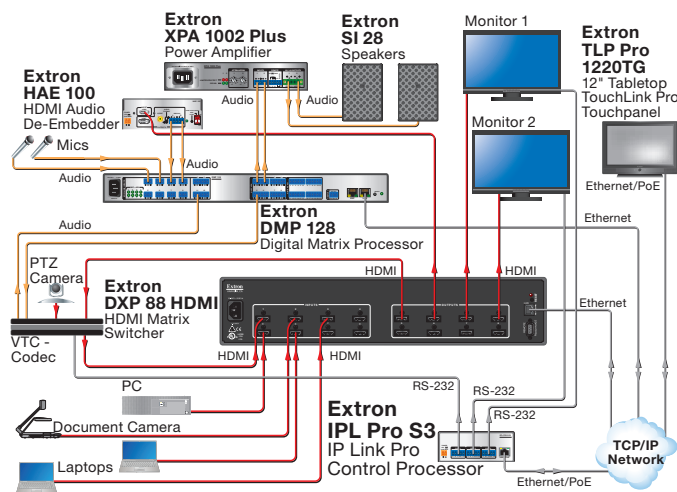 Extron
XPA 1002 Plus
Power Amplifier
Extron
SI 28
Speakers
Monitor 1
Extron
TLP Pro
1220TG
12" Tabletop
TouchLink Pro
Touchpanel
Extron
HAE 100
HDMI Audio
De-Embedder
Audio
Audio
Monitor 2
Mics
Audio
Audio
Ethernet/PoE
Extron
DMP 128
Digital Matrix Processor
Ethernet
Audio
PTZ
Camera
Extron
DXP 88 HDMI
HDMI Matrix
Switcher
HDMI
HDMI
Extron
Ethernet
VTC -
Codec
HDMI
HDMI
PC
RS-232
RS-232
RS-232
Document Camera
Extron
IPL Pro S3
IP Link Pro
Control Processor
Laptops
TCP/IP
Network
Ethernet/PoE